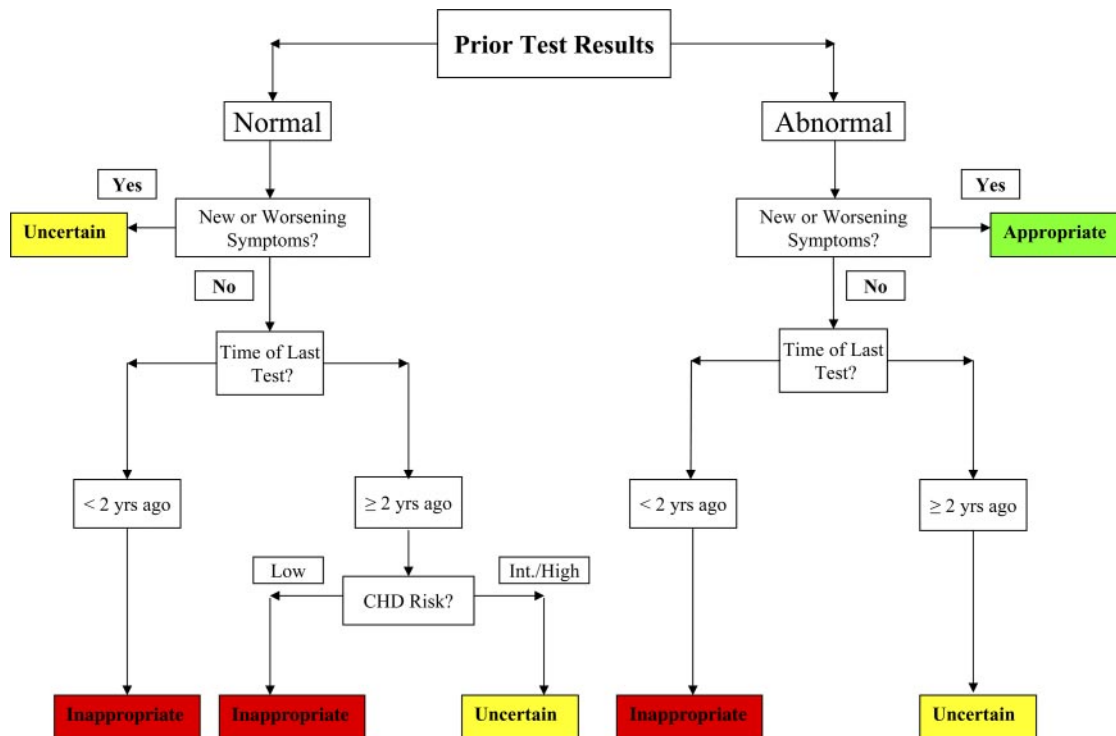 Prior Test Results
Normal
Abnormal
Yes
Yes
New or Worsening
Symptoms?
New or Worsening
Symptoms?
Uncertain
Appropriate
No
No
Time of Last
Test?
Time of Last
Test?
< 2 yrs ago
≥ 2 yrs ago
< 2 yrs ago
≥ 2 yrs ago
Low
Int./High
CHD Risk?
Inappropriate
Inappropriate
Uncertain
Inappropriate
Uncertain